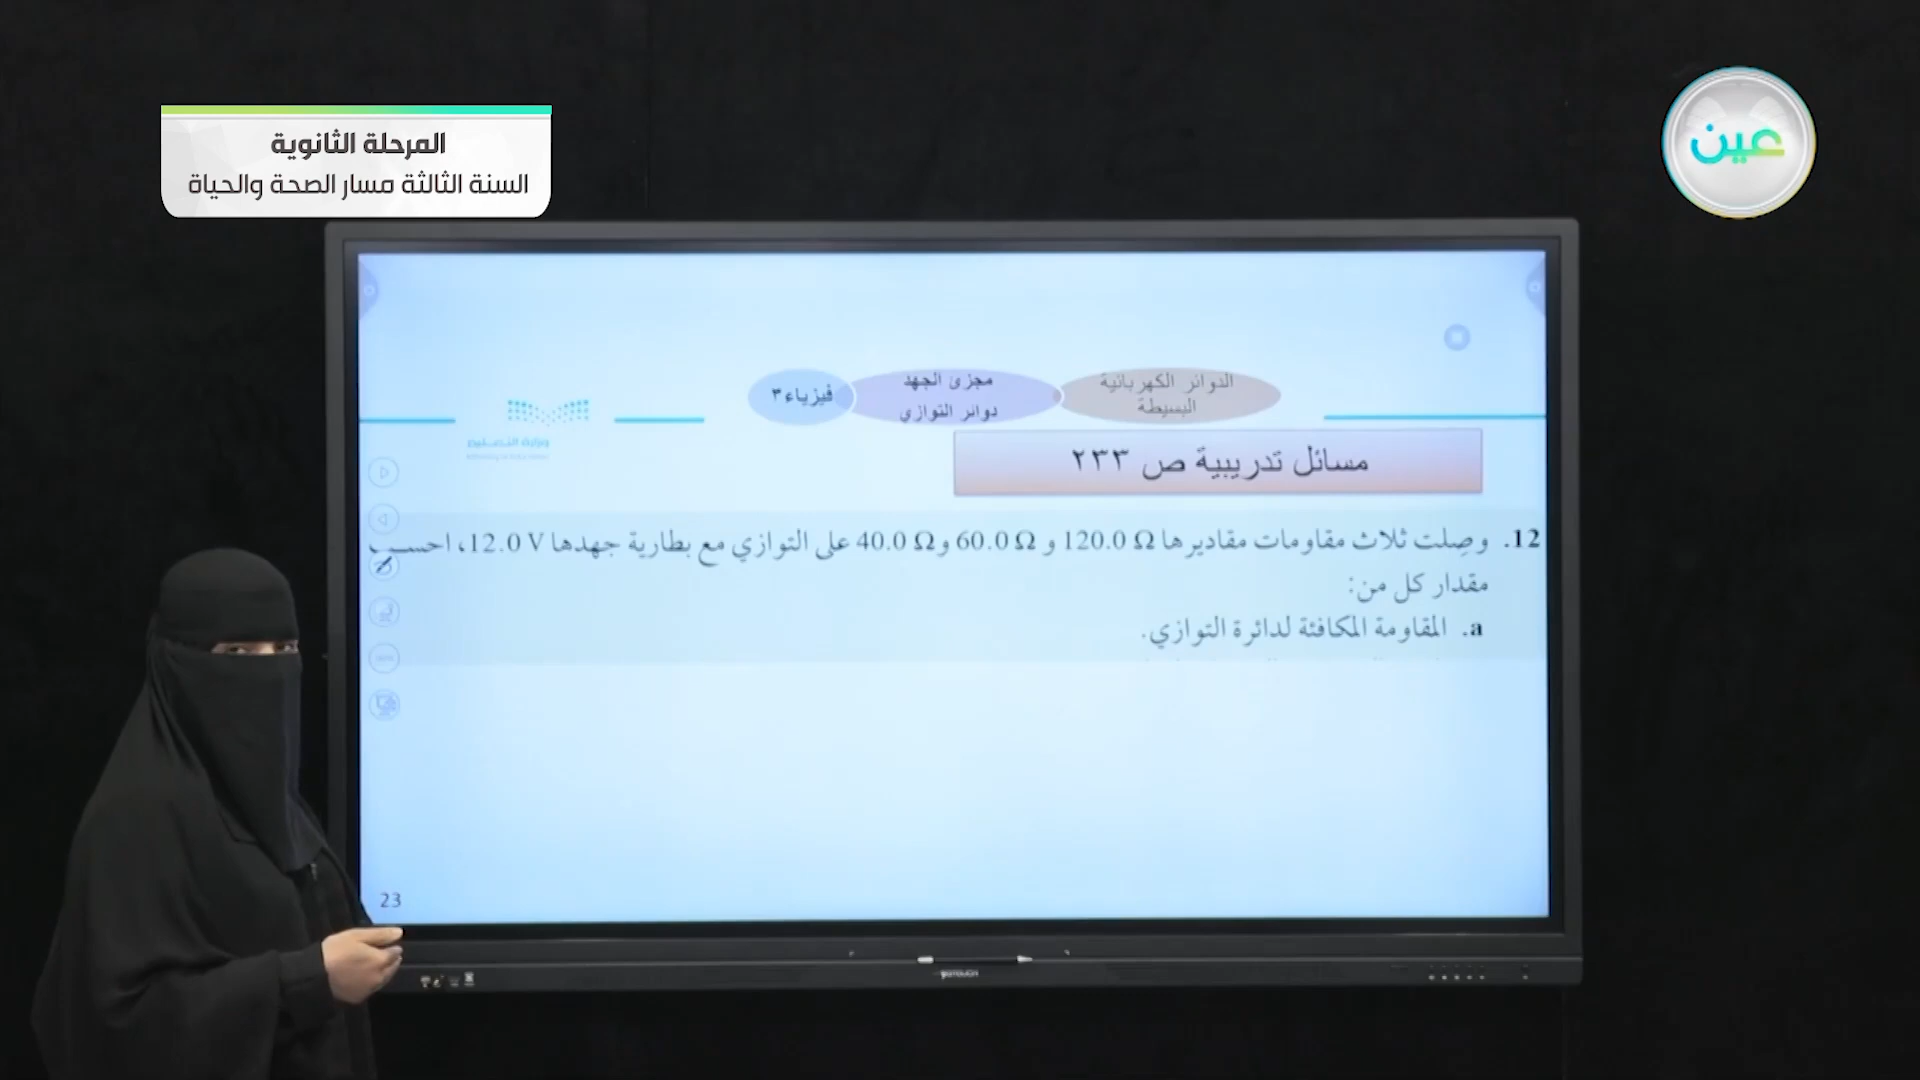 المرحلة الثانوية
السنة الثالثة مسار الصحة والحياة
عين
الدوائر الكهربائية
البسيطة
مجزئ الجهد
دوائر التوازي
فيزياء٣
وزارة التعليم
مسائل تدريبية ص ٢٣٣
12. وصِلت ثلاث مقاومات مقاديرها 120.0 Ω و 60.0 Ω و 40.0 Ω على التوازي مع بطارية جهدها 12.0 V، احسب
مقدار كل من:
a. المقاومة المكافئة لدائرة التوازي.
23